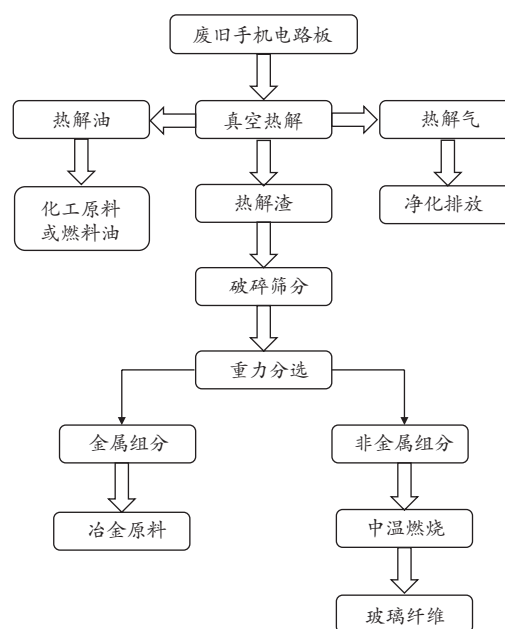 废旧手机电路板
热解油
真空热解
热解气
化工原料
或燃料油
热解渣
净化排放
破碎筛分
重力分选
金属组分
非金属组分
冶金原料
中温燃烧
玻璃纤维